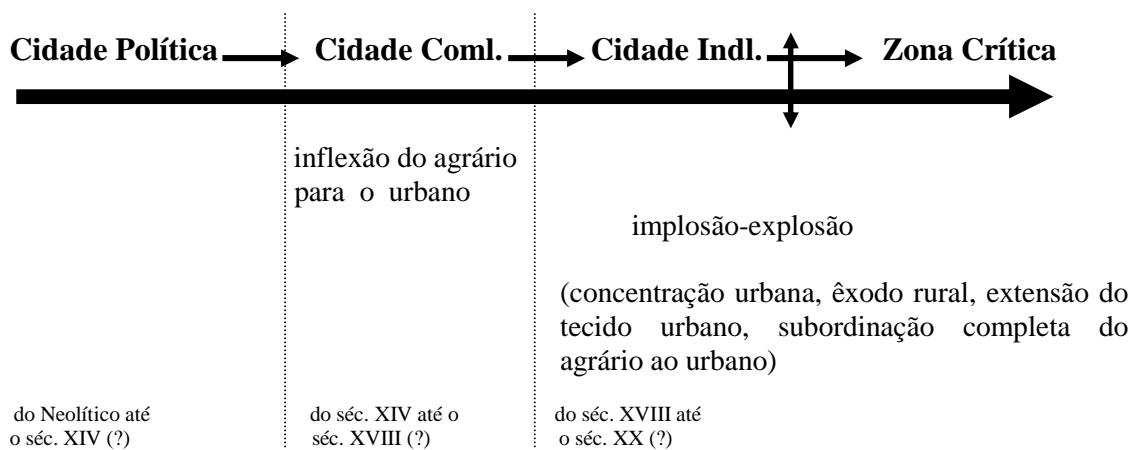 Cidade Política Cidade Coml. Cidade Indl. Zona Crítica
inflexão do agrário
para o urbano
implosão-explosão
(concentração urbana, êxodo rural, extensão do
tecido urbano, subordinação completa do
agrário ao urbano)
do Neolítico até
o séc. XIV (?)
do séc. XIV até o
séc. XVIII (?)
do séc. XVIII até
o séc. XX (?)